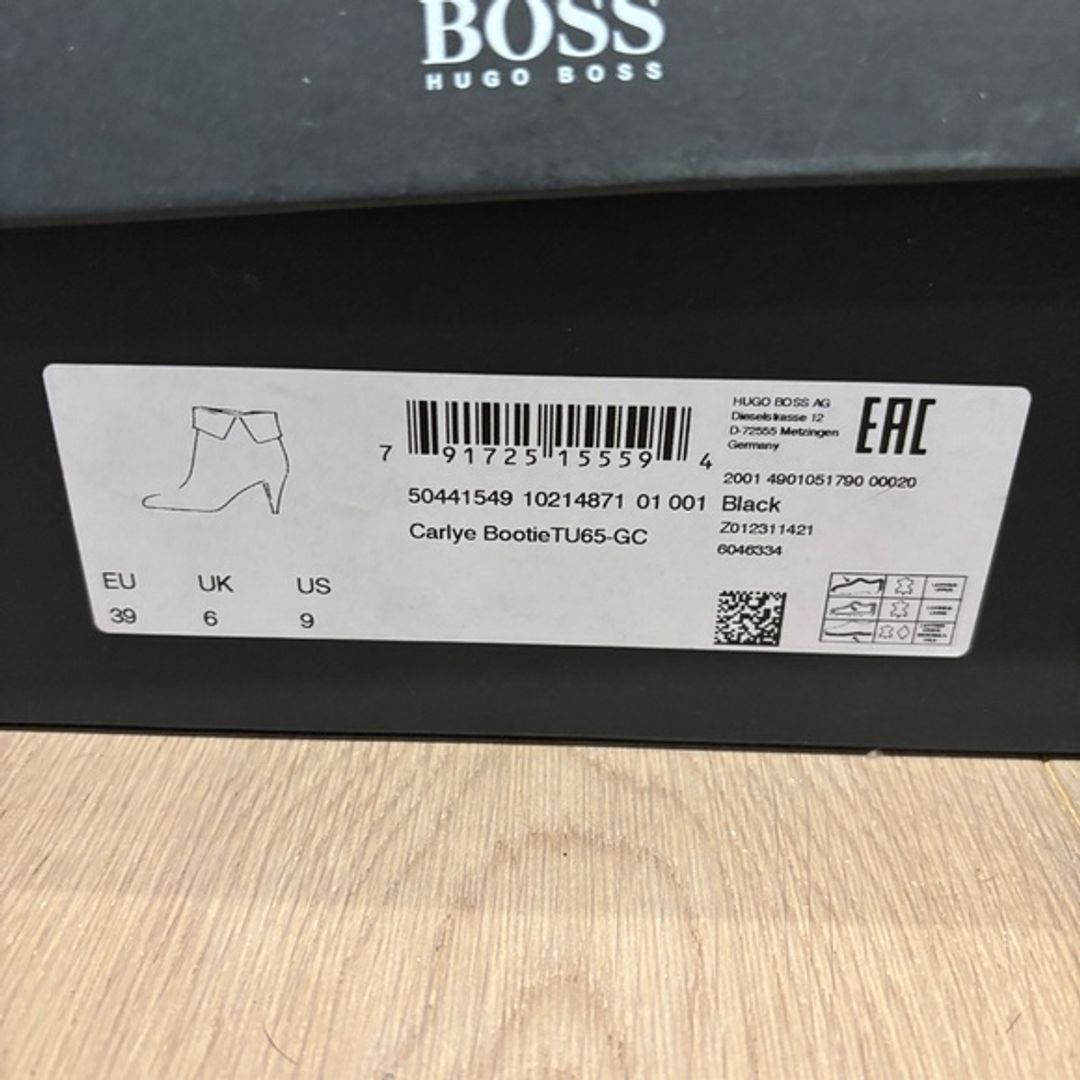 BOSS
HUGO BOSS
7 91725 15559 4
50441549 10214871 01 001
Carlye BootieTU65-GC
HUGO BOSS AG
Dieselstrasse 12
D-72555 Metzingen
Germany
EAC
2001 4901051790 00020
Black
Z012311421
6046334
EU UK US
39 6 9